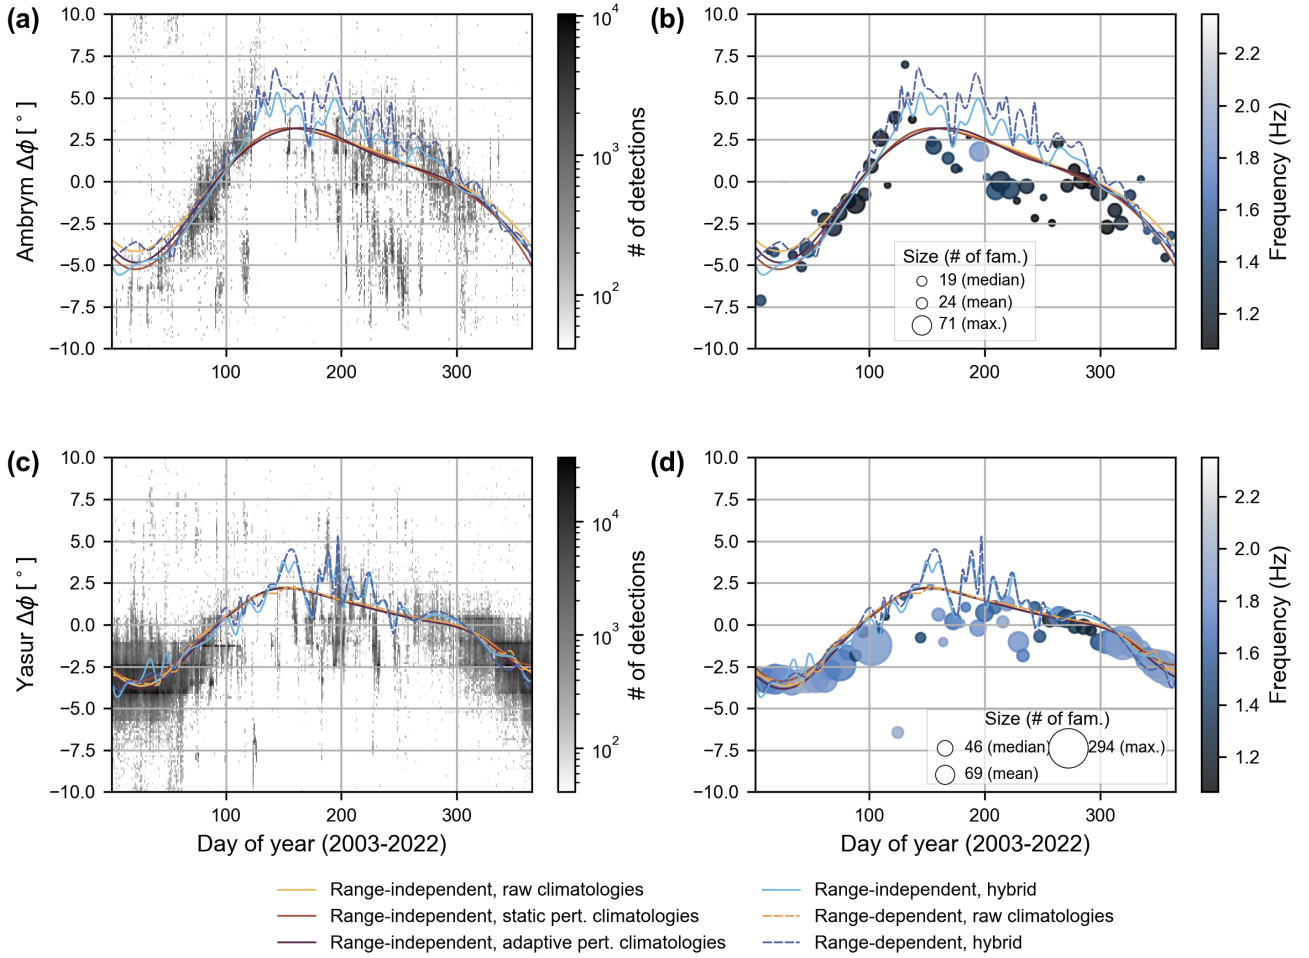 (a)
10.0
7.5
5.0
2.5
0.0
−2.5
−5.0
−7.5
−10.0
Ambrym Δϕ [ ° ]
100
200
300
10⁴
10³
10²
# of detections
(b)
10.0
7.5
5.0
2.5
0.0
−2.5
−5.0
−7.5
−10.0
100
200
300
Size (# of fam.)
19 (median)
24 (mean)
71 (max.)
2.2
2.0
1.8
1.6
1.4
1.2
Frequency (Hz)
(c)
10.0
7.5
5.0
2.5
0.0
−2.5
−5.0
−7.5
−10.0
Yasur Δϕ [ ° ]
100
200
300
Day of year (2003-2022)
10⁴
10³
10²
# of detections
(d)
10.0
7.5
5.0
2.5
0.0
−2.5
−5.0
−7.5
−10.0
100
200
300
Day of year (2003-2022)
Size (# of fam.)
46 (median)
294 (max.)
69 (mean)
2.2
2.0
1.8
1.6
1.4
1.2
Frequency (Hz)
Range-independent, raw climatologies
Range-independent, static pert. climatologies
Range-independent, adaptive pert. climatologies
Range-independent, hybrid
Range-dependent, raw climatologies
Range-dependent, hybrid